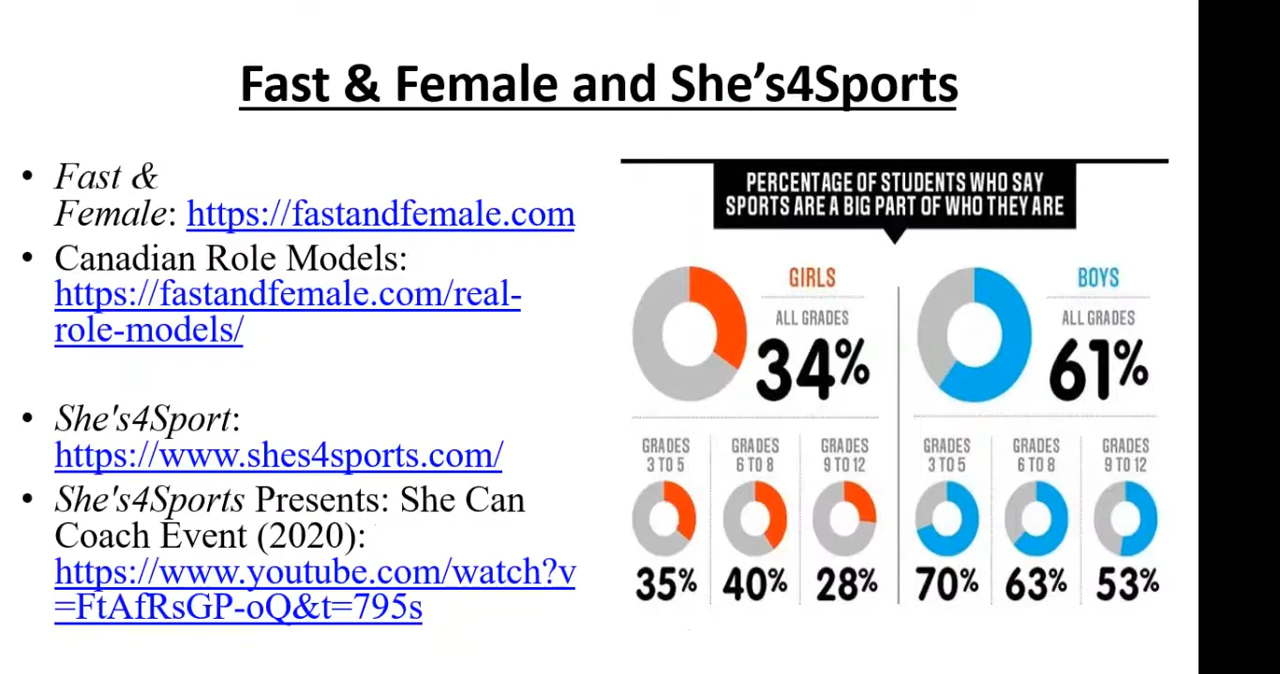 Fast & Female and She’s4Sports
• Fast &
Female: https://fastandfemale.com
• Canadian Role Models:
https://fastandfemale.com/real-
role-models/
• She's4Sport:
https://www.shes4sports.com/
• She's4Sports Presents: She Can
Coach Event (2020):
https://www.youtube.com/watch?v
=FtAfRsGP-oQ&t=795s
PERCENTAGE OF STUDENTS WHO SAY
SPORTS ARE A BIG PART OF WHO THEY ARE
GIRLS
ALL GRADES
34%
GRADES
3 TO 5
35%
GRADES
6 TO 8
40%
GRADES
9 TO 12
28%
BOYS
ALL GRADES
61%
GRADES
3 TO 5
70%
GRADES
6 TO 8
63%
GRADES
9 TO 12
53%